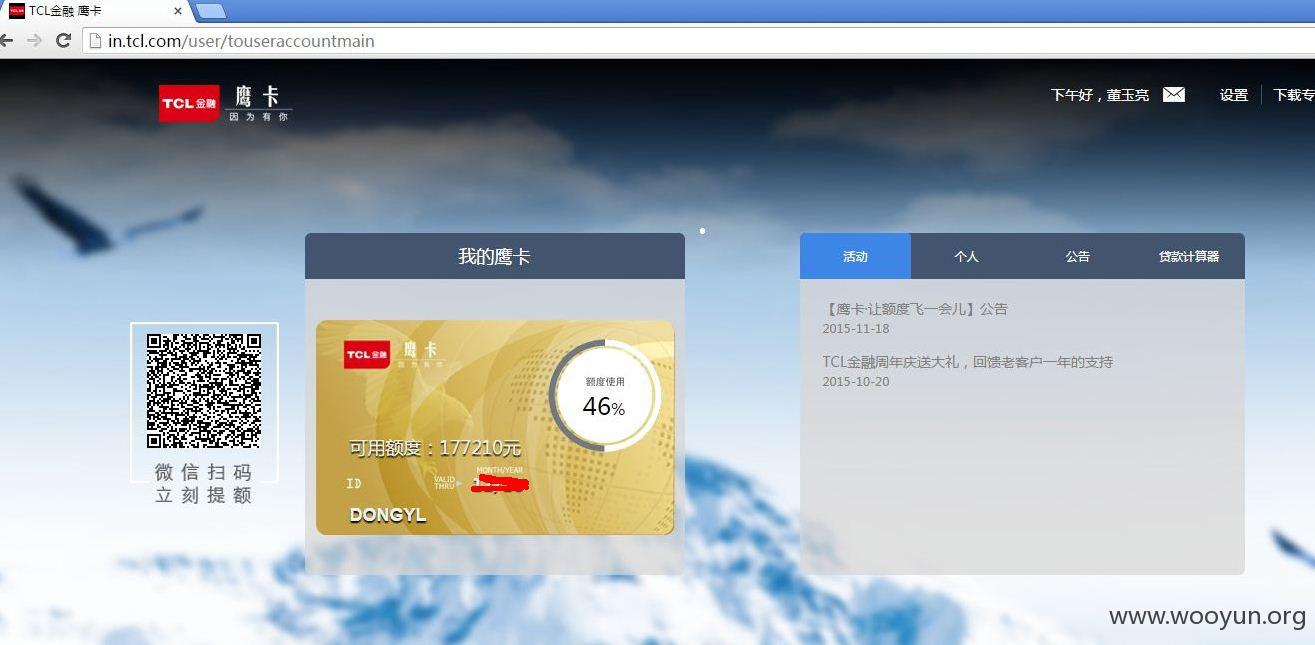 TCL金融 鹰卡
in.tcl.com/user/touseraccountmain
TCL金融 鹰卡
因为有你
下午好，董玉亮
设置
下载专
我的鹰卡
活动 个人 公告 贷款计算器
【鹰卡·让额度飞一会儿】公告
2015-11-18
TCL金融周年庆送大礼，回馈老客户一年的支持
2015-10-20
TCL金融 鹰卡
因为有你
额度使用
46%
可用额度：177210元
MONTH/YEAR
ID
VALID
THRU
DONGYL
微信扫码
立刻提额
www.wooyun.org